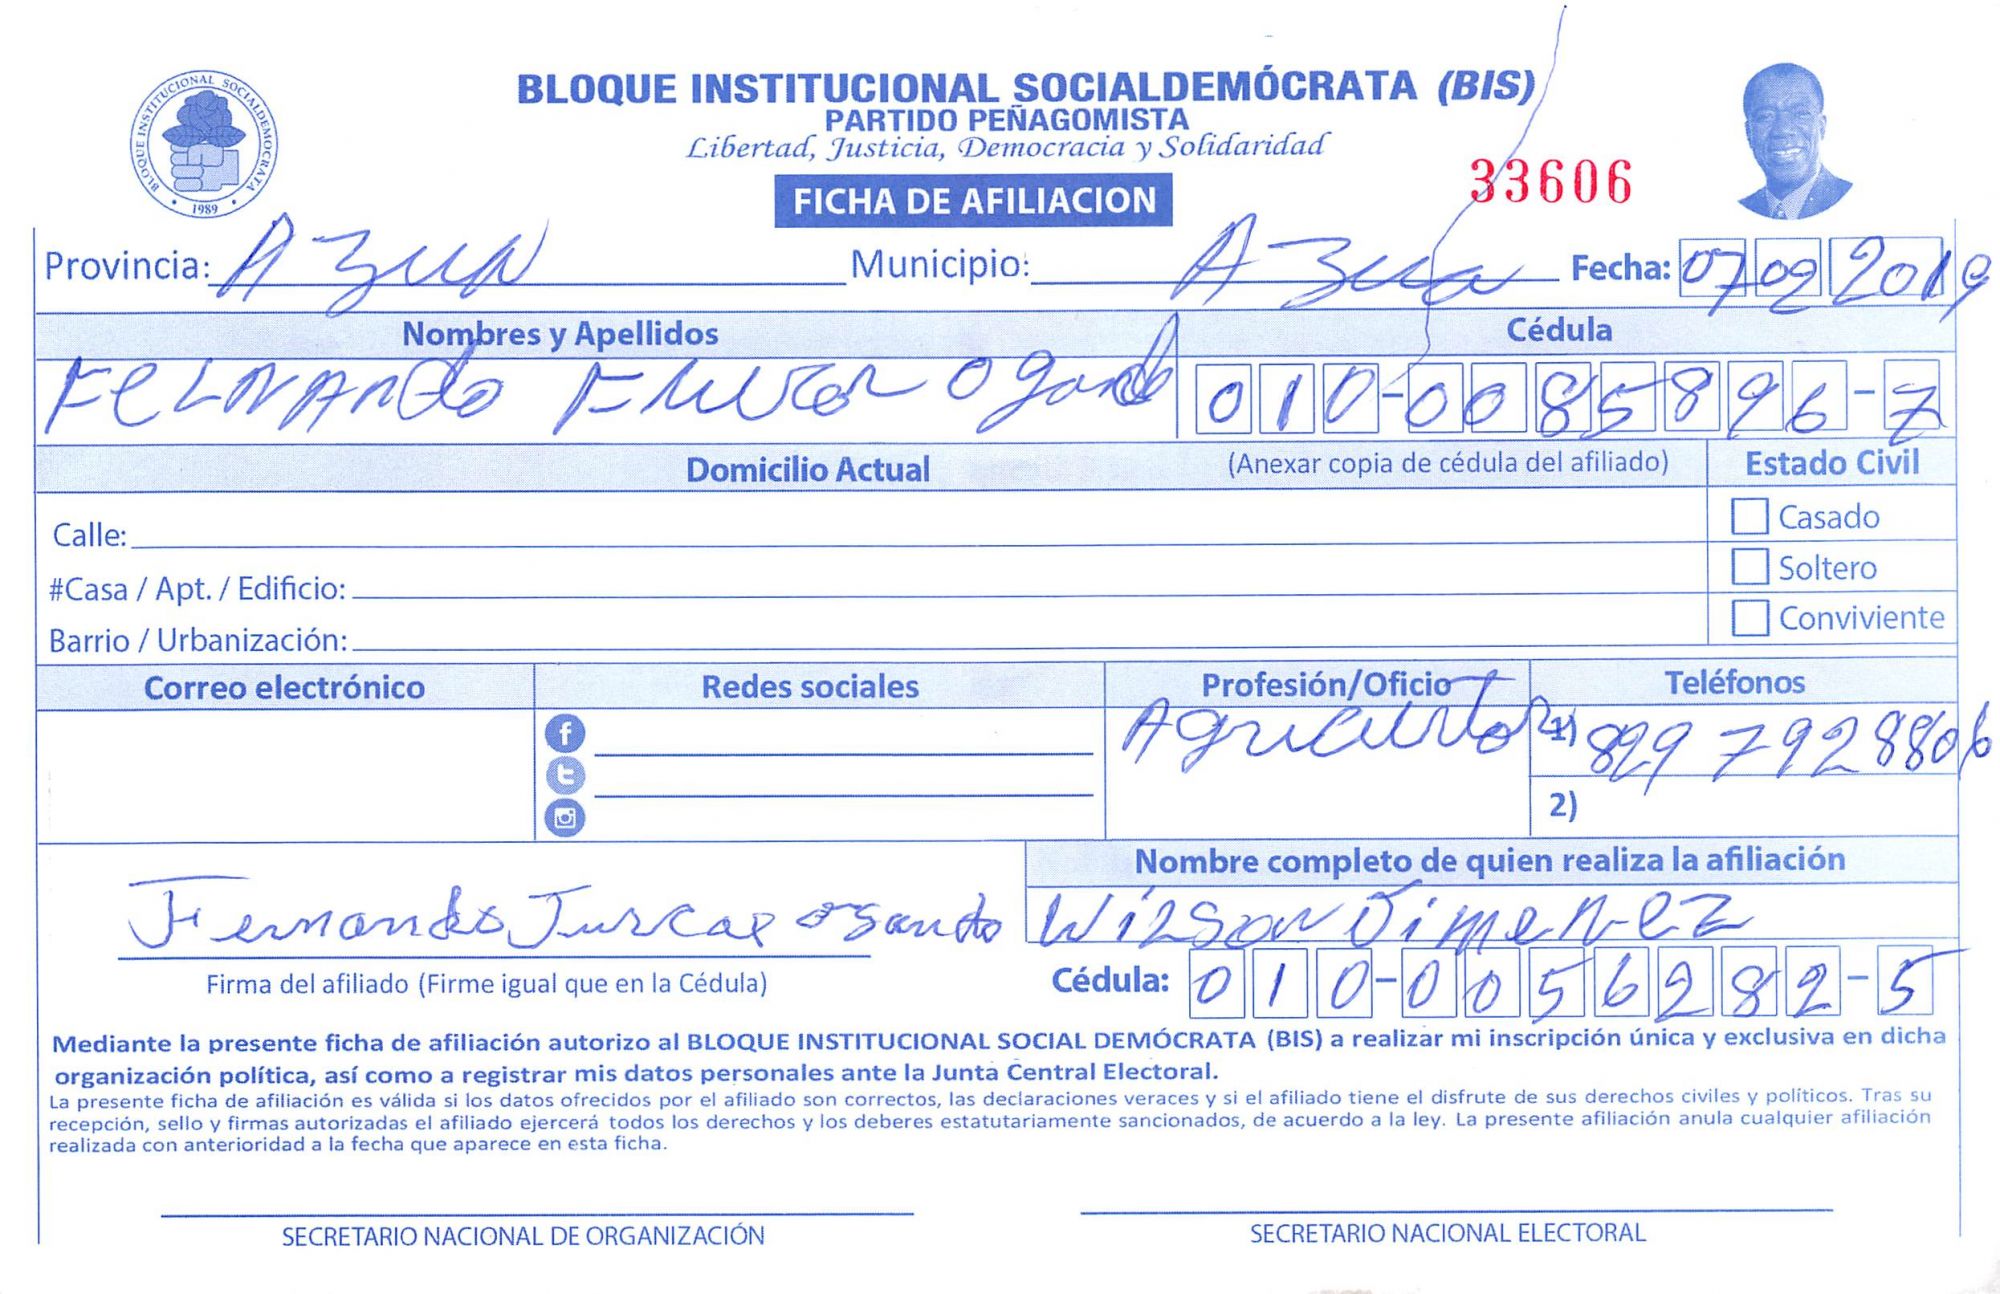 BLOQUE INSTITUCIONAL SOCIALDEMÓCRATA (BIS)
PARTIDO PEÑAGOMISTA
Libertad, Justicia, Democracia y Solidaridad
BLOQUE INSTITUCIONAL SOCIALDEMOCRATA
• 1989 •
33606
FICHA DE AFILIACION
Provincia: Azua Municipio: Azua Fecha: 07 02 2019
Nombres y Apellidos Cédula
Fernando Ogando 010-0085896-7
Domicilio Actual (Anexar copia de cédula del afiliado) Estado Civil
Casado
Calle:
Soltero
#Casa / Apt. / Edificio:
Conviviente
Barrio / Urbanización:
Correo electrónico Redes sociales Profesión/Oficio Teléfonos
Agricultor 1) 829 792 8806
2)
Nombre completo de quien realiza la afiliación
Fernando Ogando Wilson Jimenez
Firma del afiliado (Firme igual que en la Cédula) Cédula: 010-0056282-5
Mediante la presente ficha de afiliación autorizo al BLOQUE INSTITUCIONAL SOCIAL DEMÓCRATA (BIS) a realizar mi inscripción única y exclusiva en dicha
organización política, así como a registrar mis datos personales ante la Junta Central Electoral.
La presente ficha de afiliación es válida si los datos ofrecidos por el afiliado son correctos, las declaraciones veraces y si el afiliado tiene el disfrute de sus derechos civiles y políticos. Tras su
recepción, sello y firmas autorizadas el afiliado ejercerá todos los derechos y los deberes estatutariamente sancionados, de acuerdo a la ley. La presente afiliación anula cualquier afiliación
realizada con anterioridad a la fecha que aparece en esta ficha.
SECRETARIO NACIONAL DE ORGANIZACIÓN SECRETARIO NACIONAL ELECTORAL